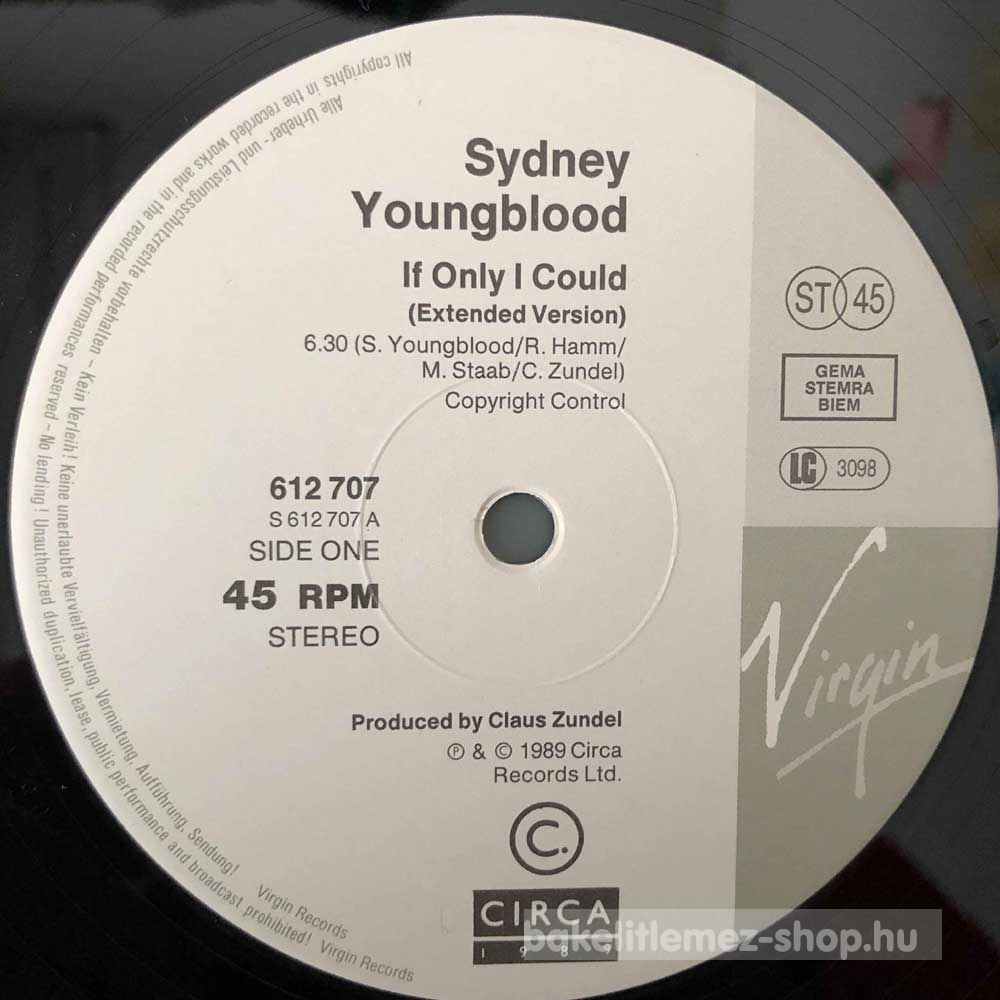 Sydney
Youngblood
If Only I Could
(Extended Version)
6.30 (S. Youngblood/R. Hamm/
M. Staab/C. Zundel)
Copyright Control
ST 45
GEMA
STEMRA
BIEM
LC 3098
612 707
S 612 707 A
SIDE ONE
45 RPM
STEREO
Virgin
Produced by Claus Zundel
℗ & © 1989 Circa
Records Ltd.
C.
CIRCA
1989
Alle Urheber- und Leistungsschutzrechte vorbehalten – Kein Verleih! Keine unerlaubte Vervielfältigung, Vermietung, Aufführung, Sendung! Virgin Records
All copyrights in the recorded works and in the recorded performances reserved – No lending! Unauthorized duplication, lease, public performance and broadcast prohibited! Virgin Records
bakelitlemez-shop.hu